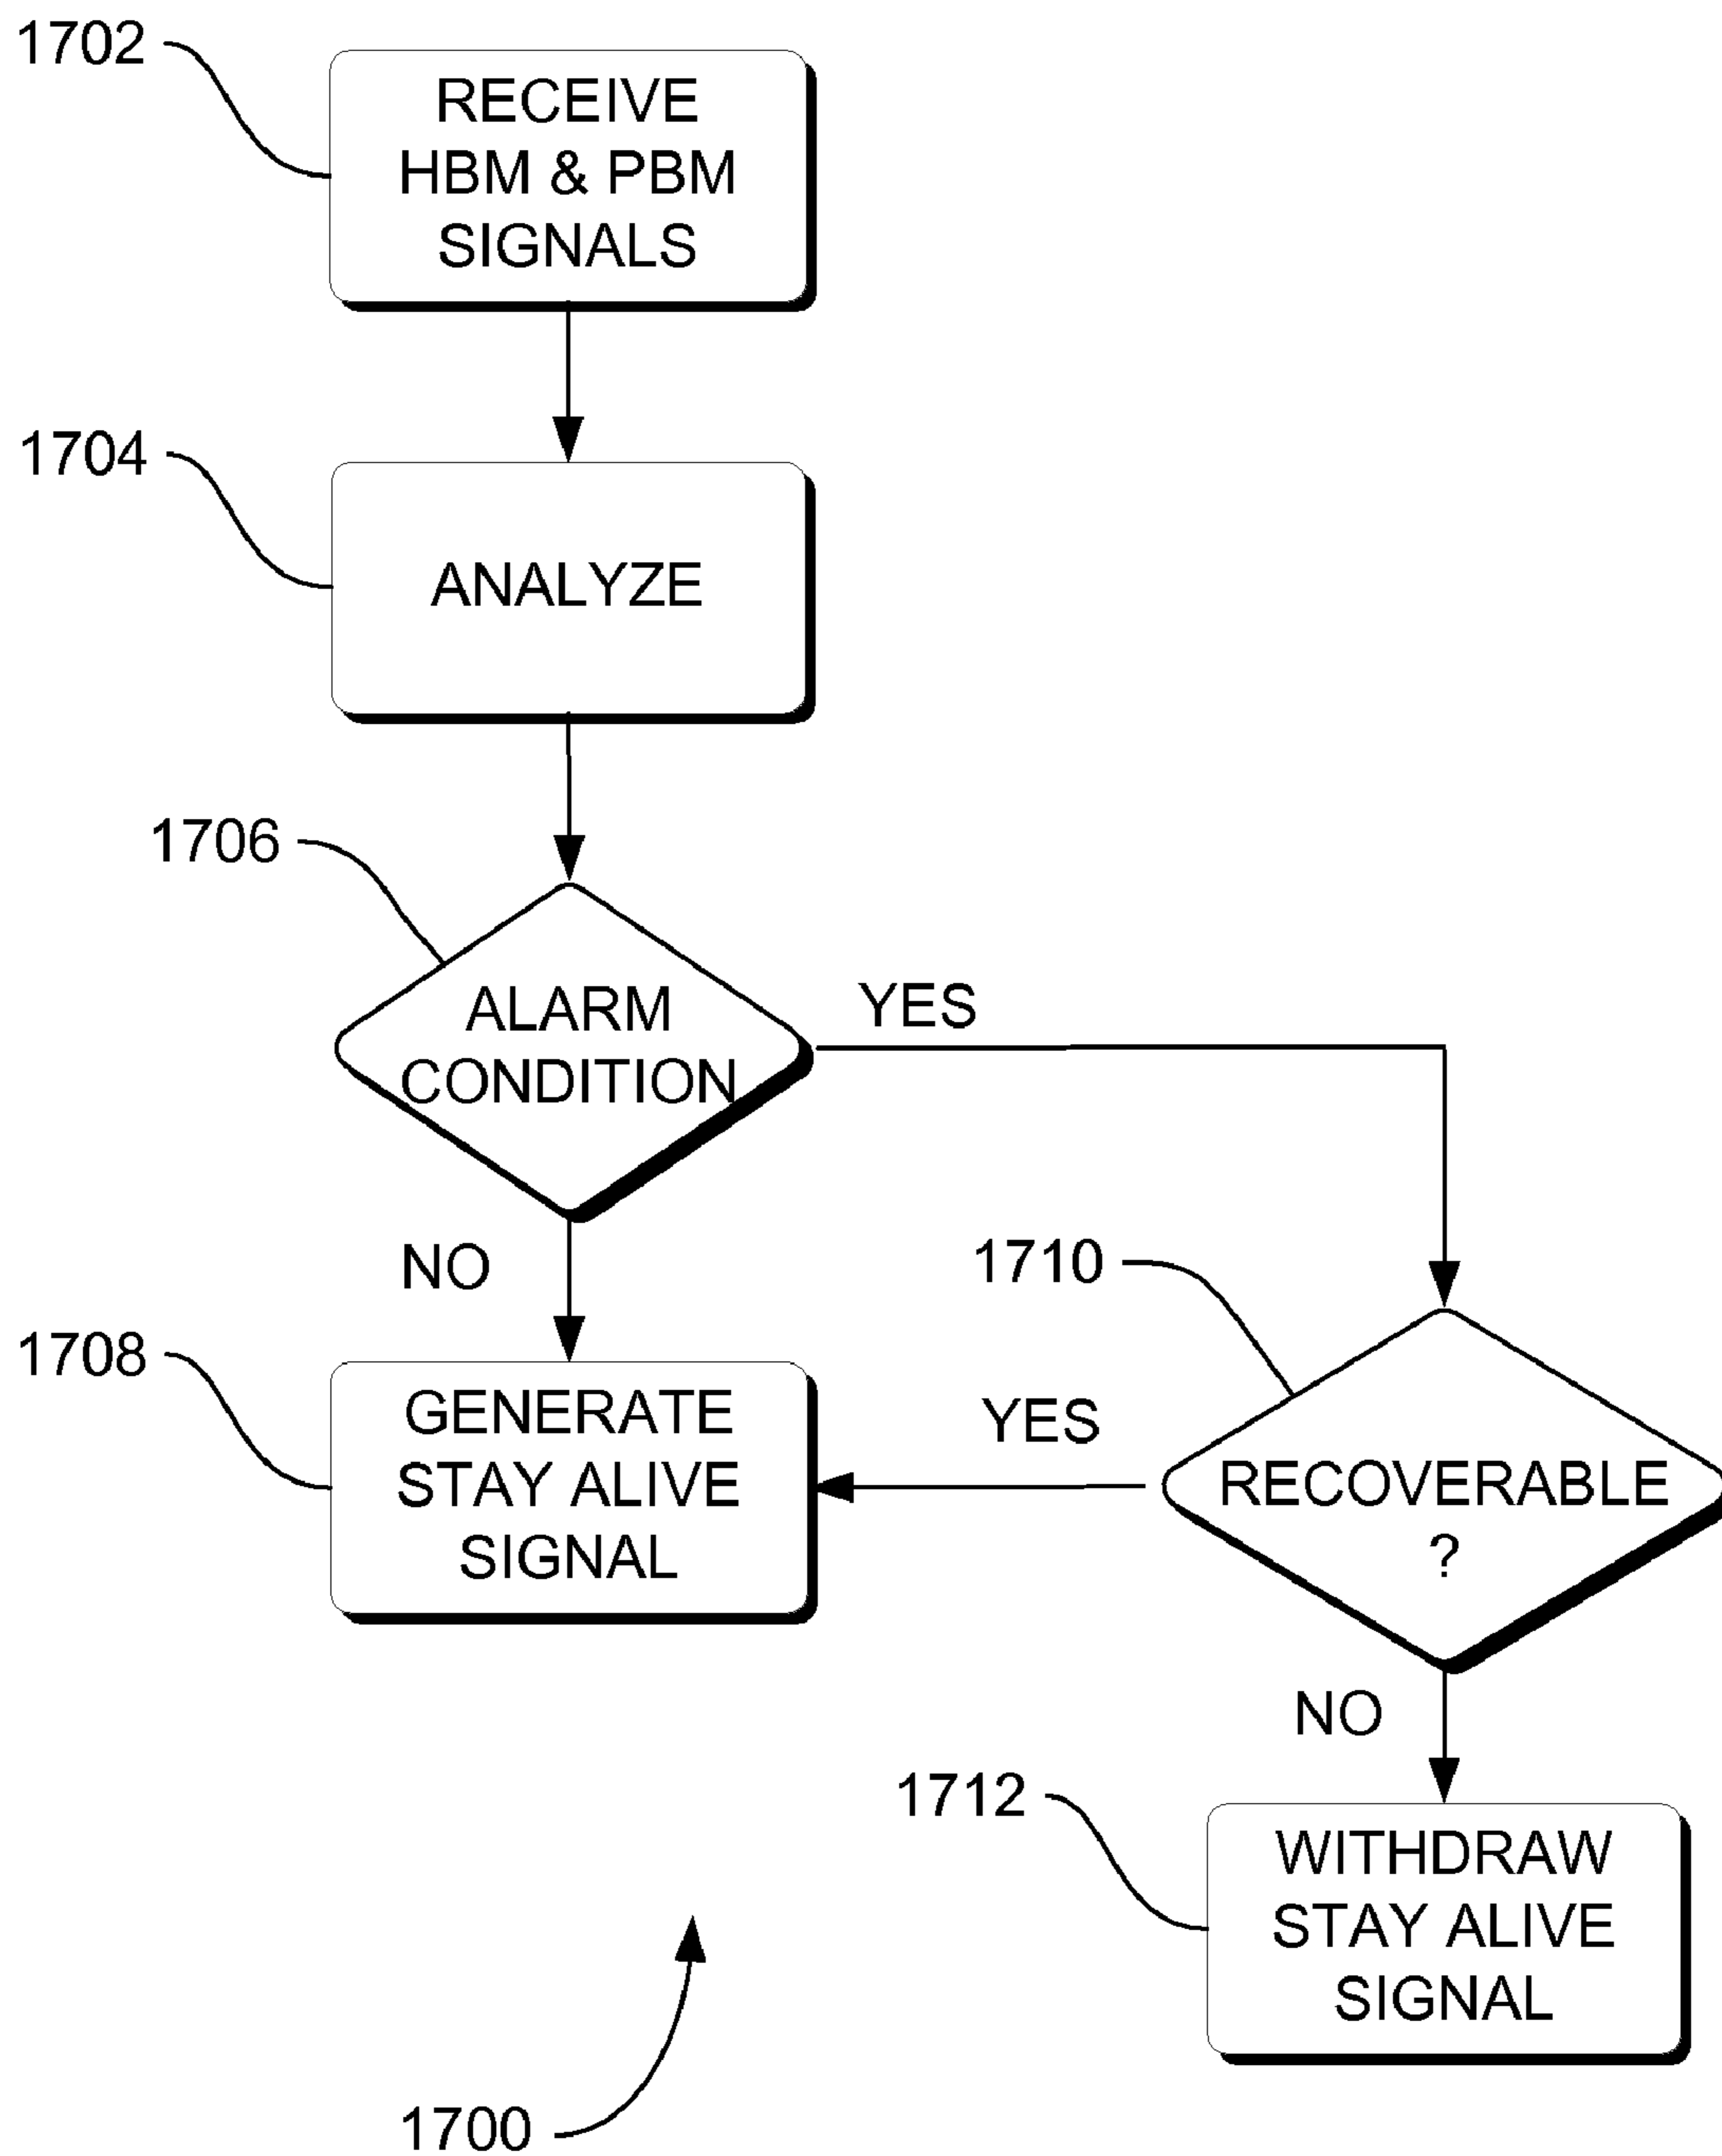 1702
RECEIVE
HBM & PBM
SIGNALS
1704
ANALYZE
1706
ALARM
CONDITION
YES
NO
1710
1708
GENERATE
STAY ALIVE
SIGNAL
YES
RECOVERABLE
?
NO
1712
WITHDRAW
STAY ALIVE
SIGNAL
1700